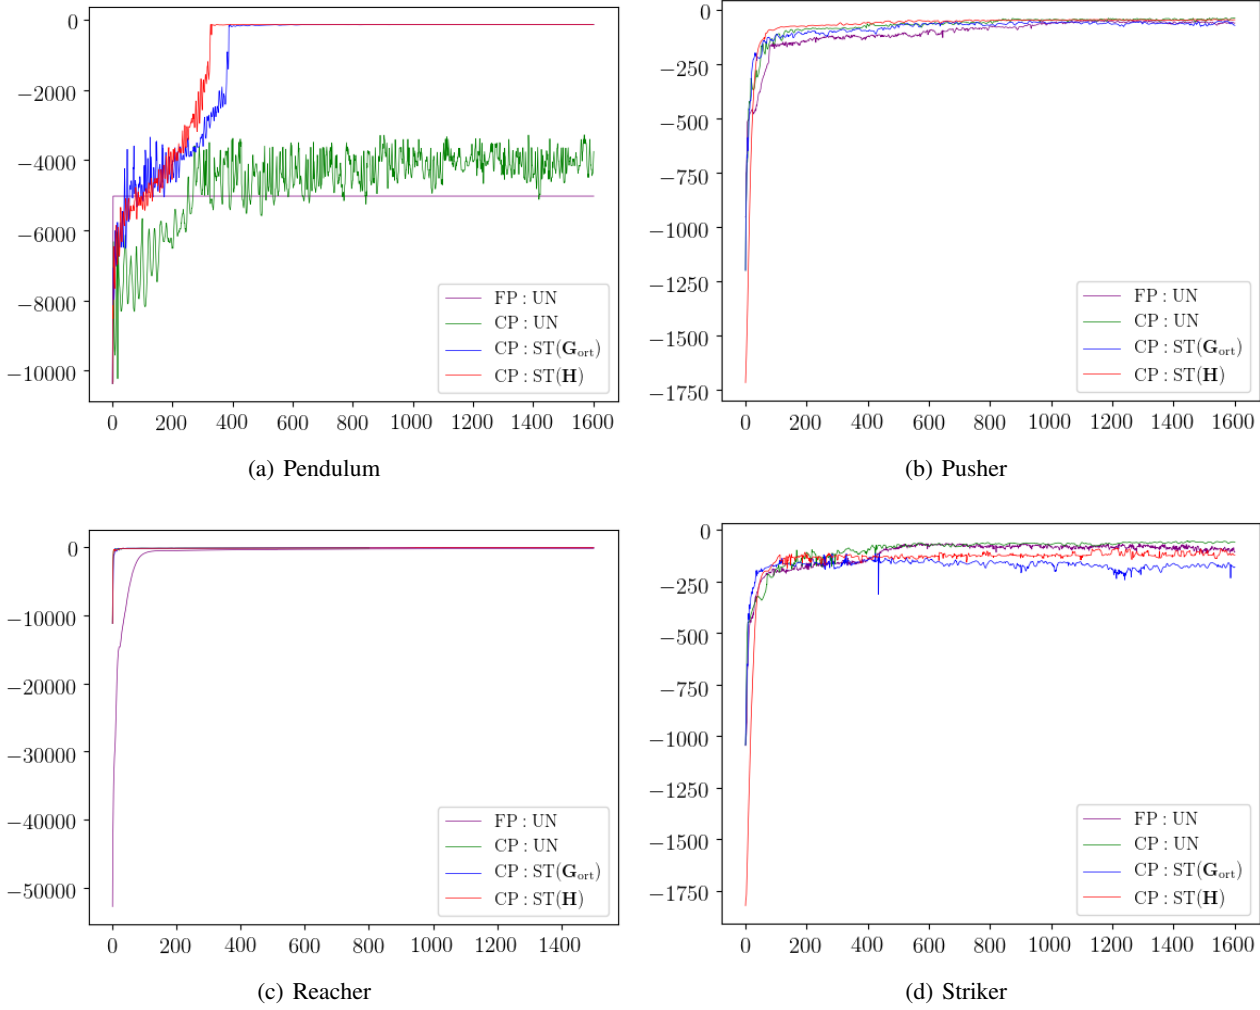 0
−2000
−4000
−6000
−8000
−10000
0 200 400 600 800 1000 1200 1400 1600
FP : UN
CP : UN
CP : ST(G_ort)
CP : ST(H)
(a) Pendulum
0
−250
−500
−750
−1000
−1250
−1500
−1750
0 200 400 600 800 1000 1200 1400 1600
FP : UN
CP : UN
CP : ST(G_ort)
CP : ST(H)
(b) Pusher
0
−10000
−20000
−30000
−40000
−50000
0 200 400 600 800 1000 1200 1400
FP : UN
CP : UN
CP : ST(G_ort)
CP : ST(H)
(c) Reacher
0
−250
−500
−750
−1000
−1250
−1500
−1750
0 200 400 600 800 1000 1200 1400 1600
FP : UN
CP : UN
CP : ST(G_ort)
CP : ST(H)
(d) Striker